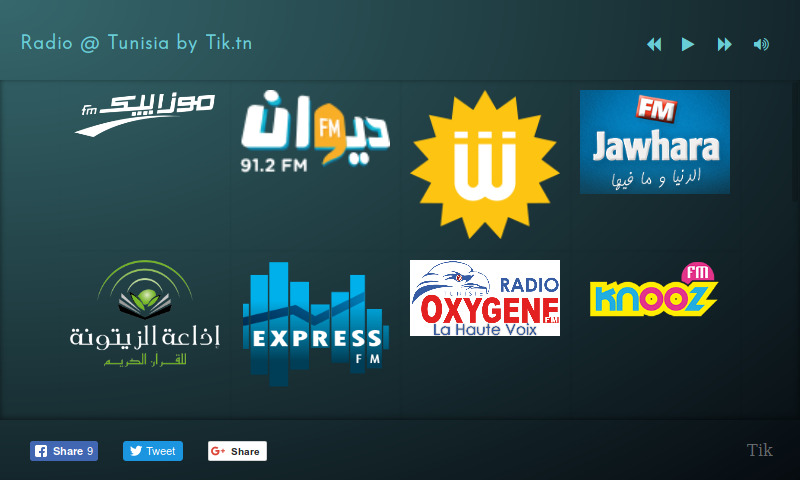 Radio @ Tunisia by Tik.tn
موزاييك fm
ديوان FM
91.2 FM
FM
Jawhara
الدنيا و ما فيها
إذاعة الزيتونة
للقرآن الكريم
EXPRESS
FM
RADIO
TUNISIE
OXYGENE
FM
La Haute Voix
FM
KNOOZ
Share 9
Tweet
G+ Share
Tik